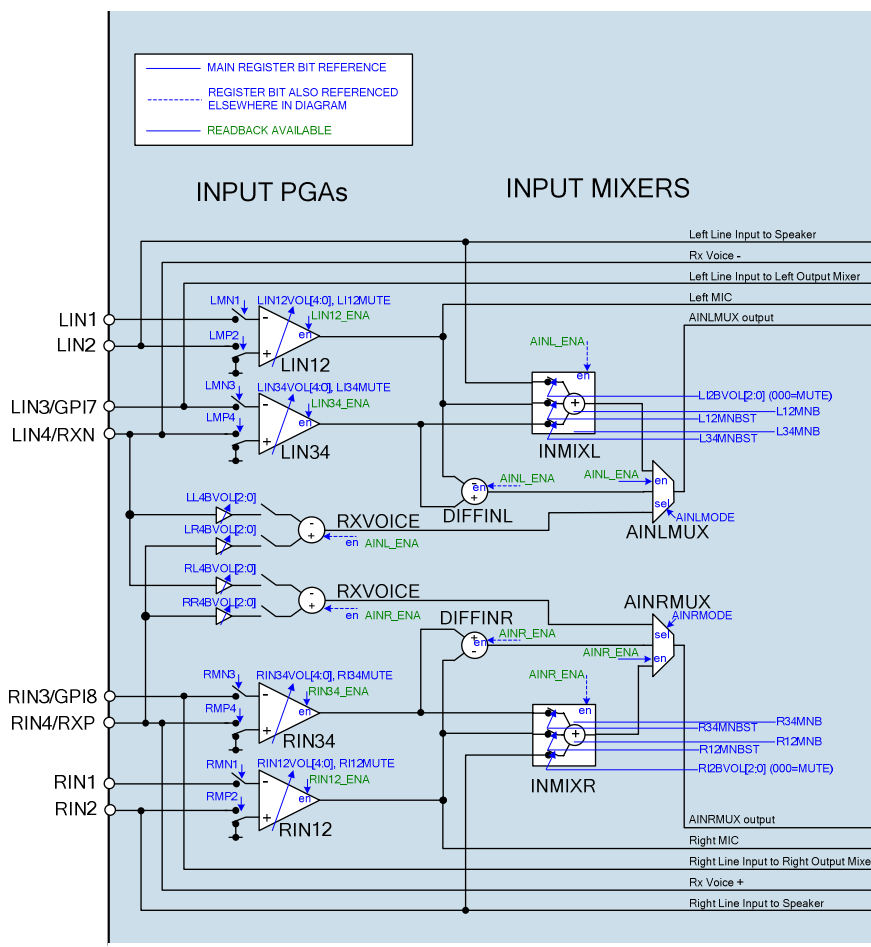 MAIN REGISTER BIT REFERENCE
REGISTER BIT ALSO REFERENCED
ELSEWHERE IN DIAGRAM
READBACK AVAILABLE
INPUT PGAs
INPUT MIXERS
Left Line Input to Speaker
Rx Voice -
Left Line Input to Left Output Mixer
Left MIC
AINLMUX output
LIN1
LIN2
LIN3/GPI7
LIN4/RXN
LMN1
LIN12VOL[4:0], LI12MUTE
LIN12_ENA
en
LMP2
-
+
LIN12
LMN3
LIN34VOL[4:0], LI34MUTE
LIN34_ENA
en
LMP4
-
+
LIN34
AINL_ENA
en
+
INMIXL
LI2BVOL[2:0] (000=MUTE)
L12MNB
L12MNBST
L34MNB
L34MNBST
AINL_ENA
en
-
+
DIFFINL
AINL_ENA
en
sel
AINLMODE
AINLMUX
LL4BVOL[2:0]
LR4BVOL[2:0]
-
+
RXVOICE
en
AINL_ENA
RL4BVOL[2:0]
RR4BVOL[2:0]
-
+
RXVOICE
en
AINR_ENA
DIFFINR
+
-
en
AINR_ENA
AINRMUX
AINRMODE
sel
AINR_ENA
en
RIN3/GPI8
RIN4/RXP
RIN1
RIN2
RMN3
RIN34VOL[4:0], RI34MUTE
RIN34_ENA
en
RMP4
-
+
RIN34
AINR_ENA
en
+
INMIXR
R34MNB
R34MNBST
R12MNB
R12MNBST
RI2BVOL[2:0] (000=MUTE)
RMN1
RIN12VOL[4:0], RI12MUTE
RIN12_ENA
en
RMP2
-
+
RIN12
AINRMUX output
Right MIC
Right Line Input to Right Output Mixe
Rx Voice +
Right Line Input to Speaker